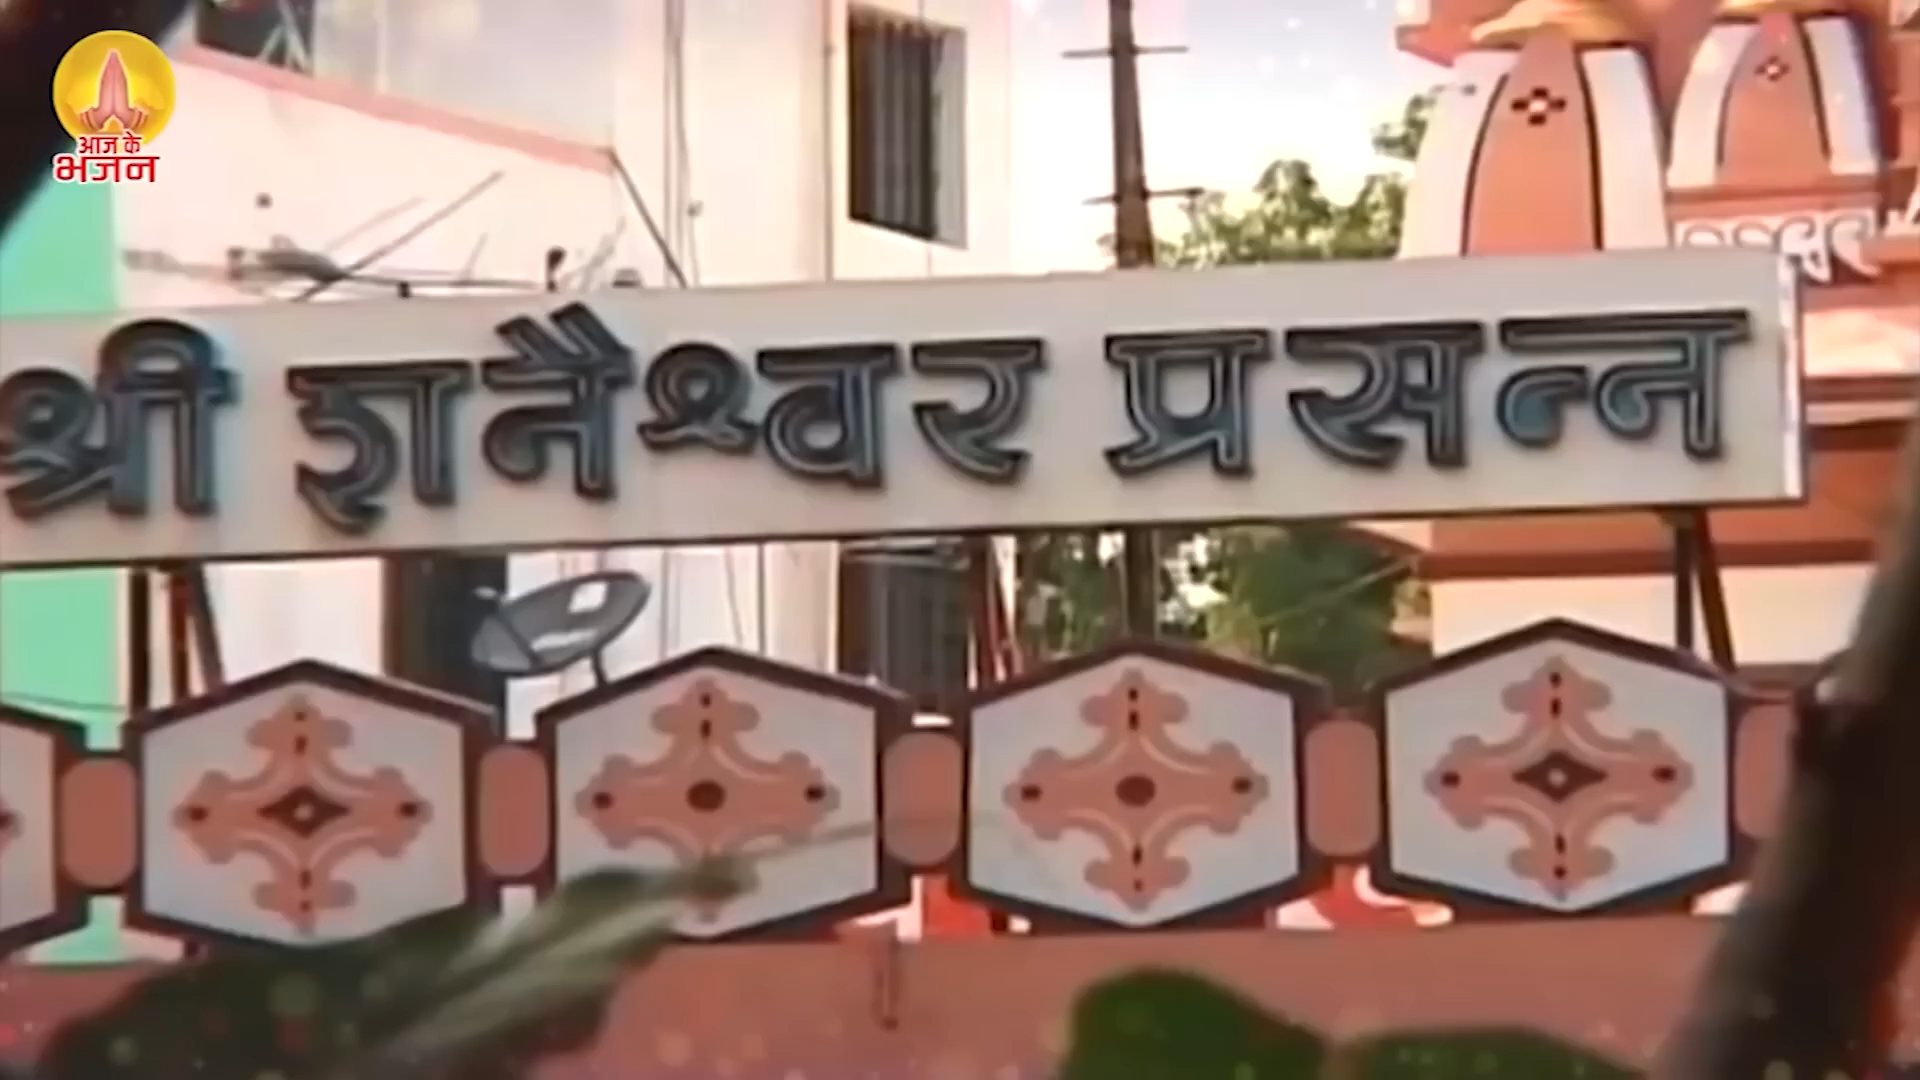 आज के
भजन
श्री शनैश्वर प्रसन्न